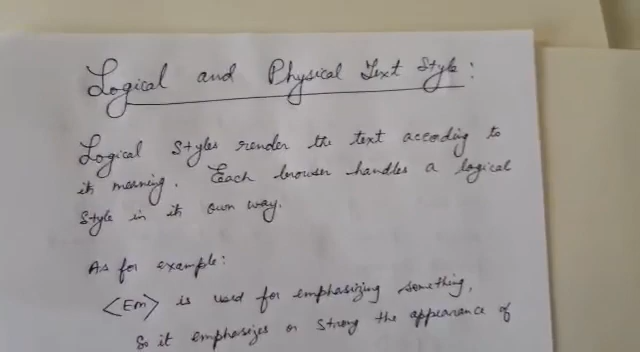 Logical and Physical Text Style:
Logical styles render the text accoding to
its meaning. Each browser handles a logical
style in its own way.
As for example:
<Em> is used for emphasizing something,
So it emphasizes or strong the appearance of